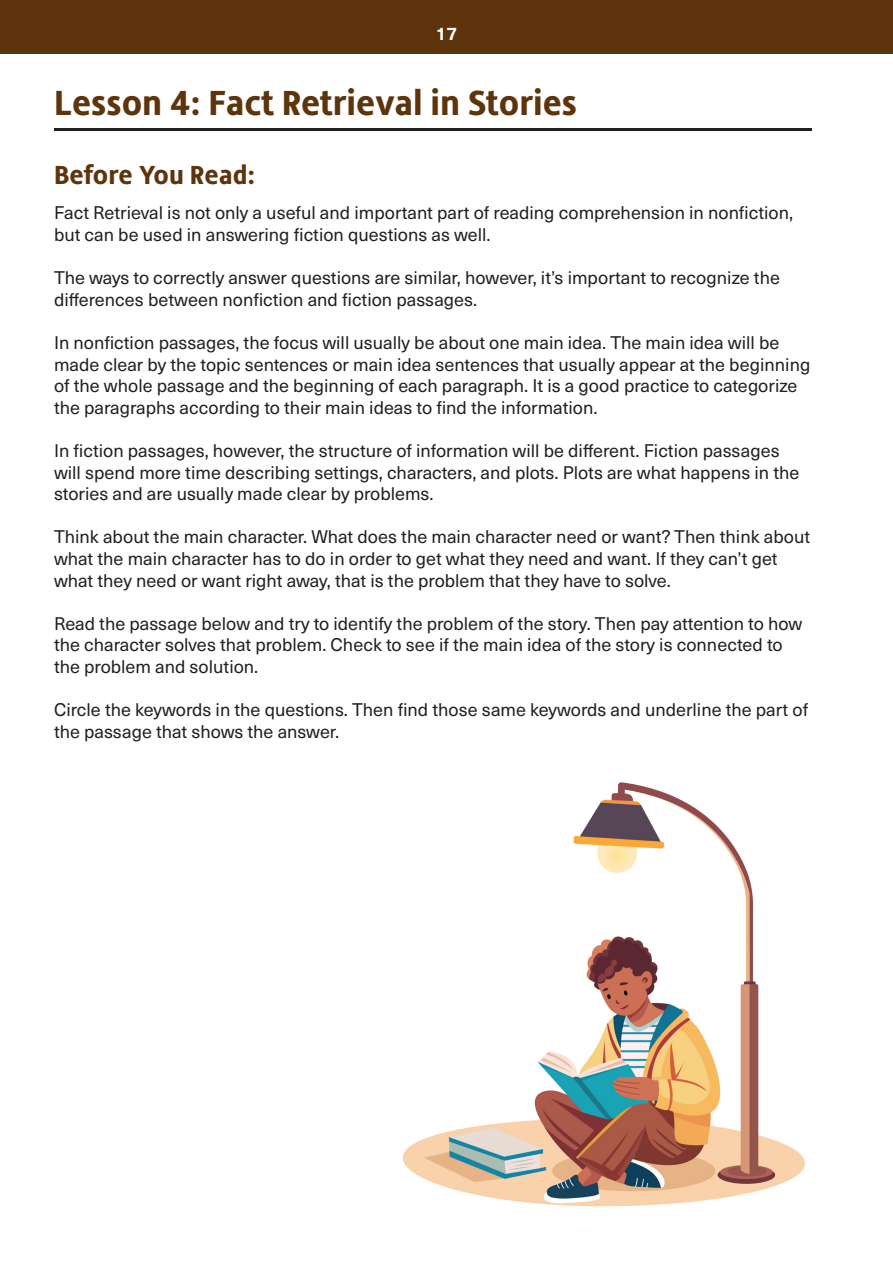 17
Lesson 4: Fact Retrieval in Stories
Before You Read:
Fact Retrieval is not only a useful and important part of reading comprehension in nonfiction,
but can be used in answering fiction questions as well.
The ways to correctly answer questions are similar, however, it’s important to recognize the
differences between nonfiction and fiction passages.
In nonfiction passages, the focus will usually be about one main idea. The main idea will be
made clear by the topic sentences or main idea sentences that usually appear at the beginning
of the whole passage and the beginning of each paragraph. It is a good practice to categorize
the paragraphs according to their main ideas to find the information.
In fiction passages, however, the structure of information will be different. Fiction passages
will spend more time describing settings, characters, and plots. Plots are what happens in the
stories and are usually made clear by problems.
Think about the main character. What does the main character need or want? Then think about
what the main character has to do in order to get what they need and want. If they can’t get
what they need or want right away, that is the problem that they have to solve.
Read the passage below and try to identify the problem of the story. Then pay attention to how
the character solves that problem. Check to see if the main idea of the story is connected to
the problem and solution.
Circle the keywords in the questions. Then find those same keywords and underline the part of
the passage that shows the answer.